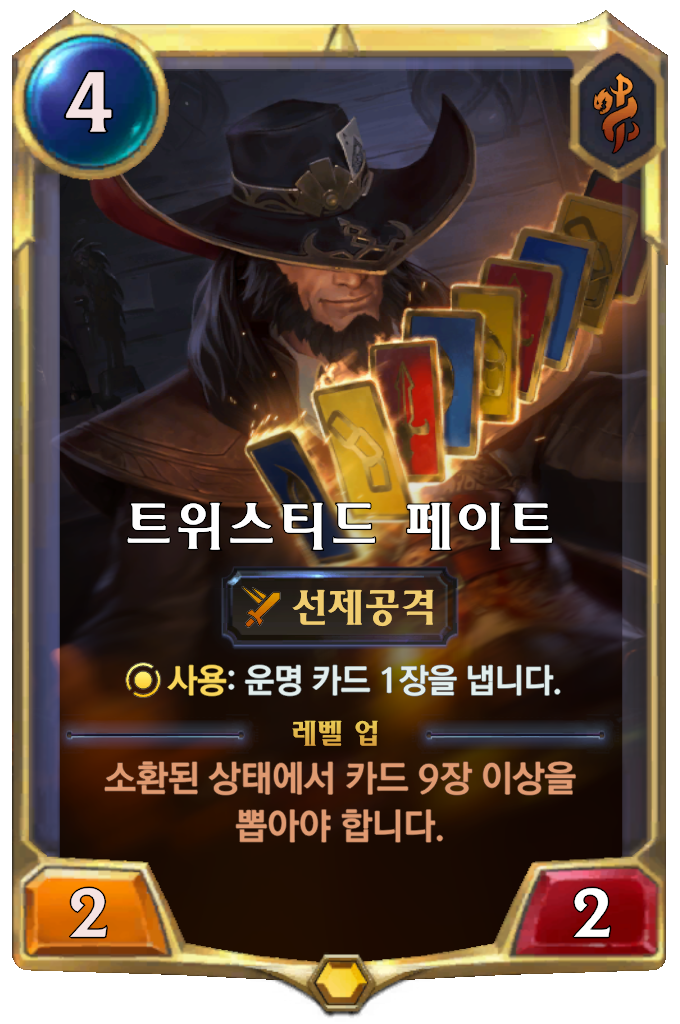 4
트위스티드 페이트
선제공격
사용: 운명 카드 1장을 냅니다.
레벨 업
소환된 상태에서 카드 9장 이상을
뽑아야 합니다.
2
2